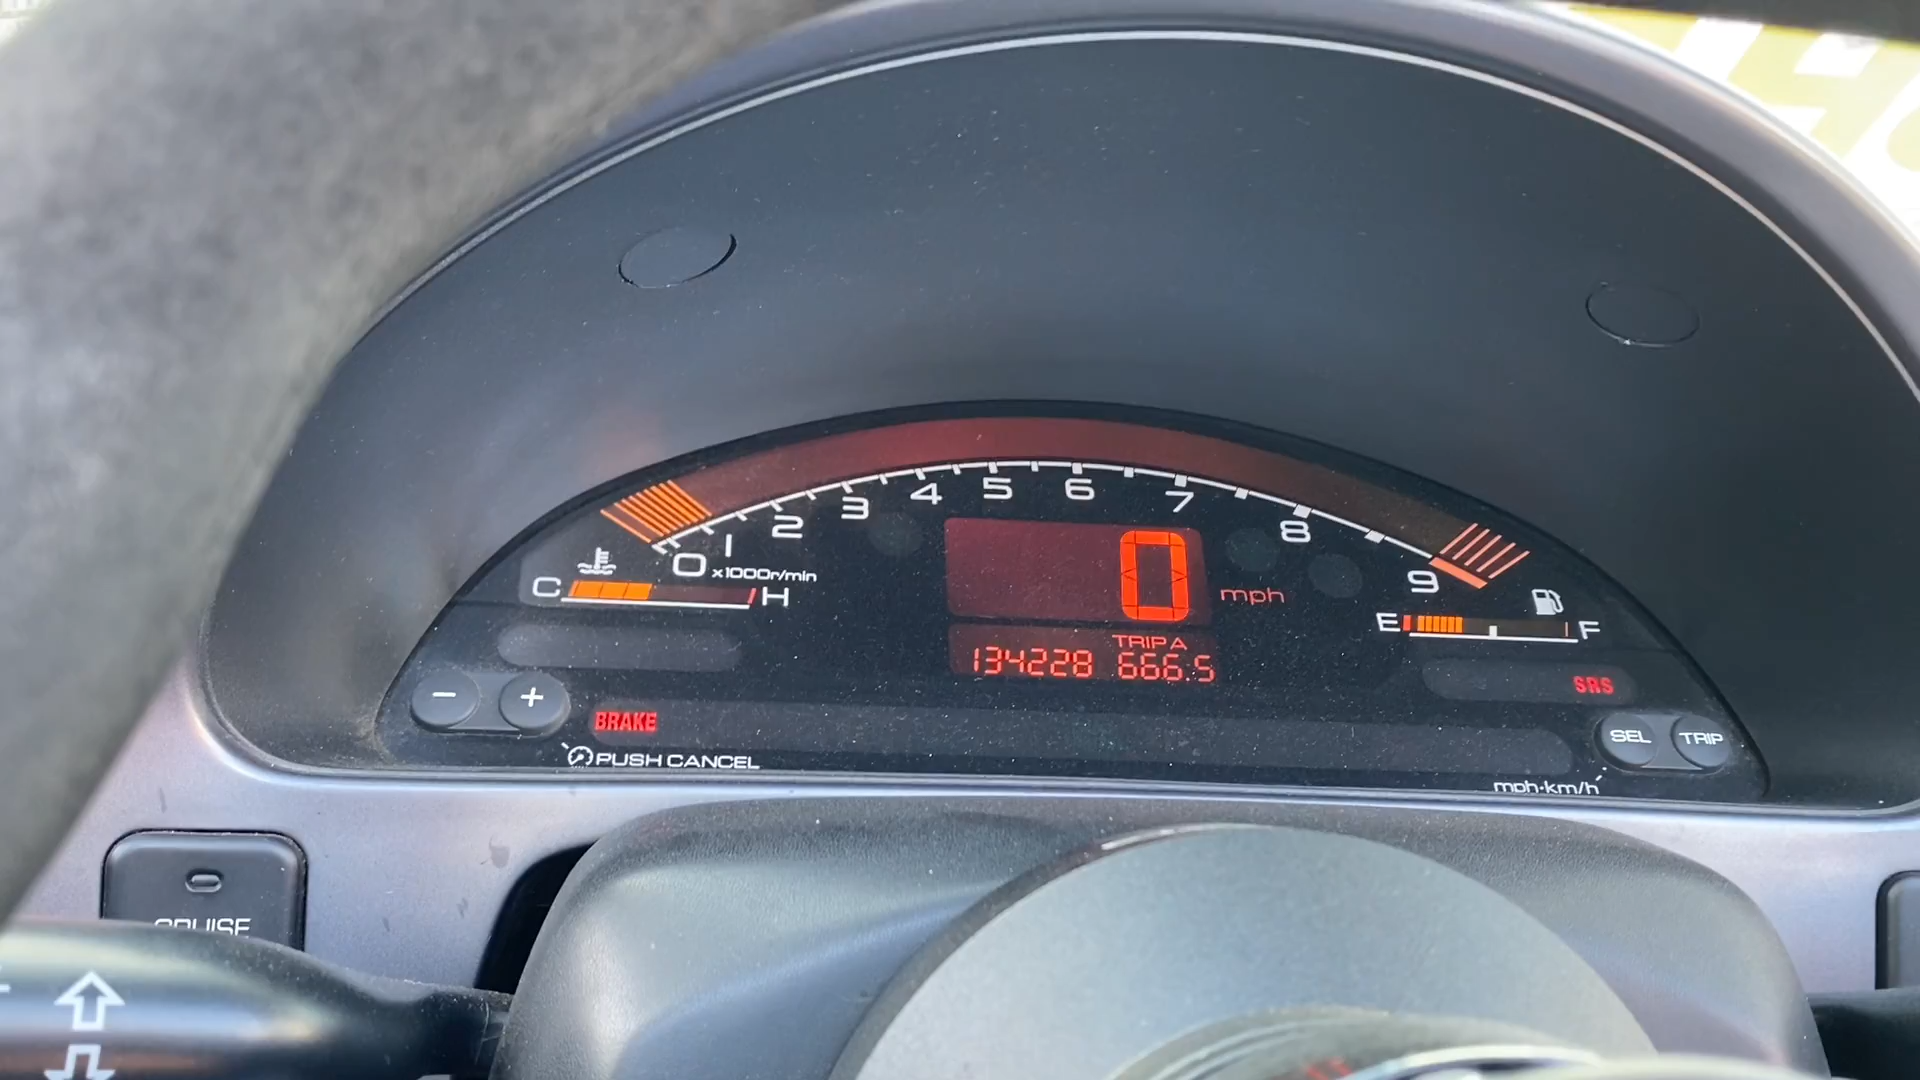 0 1 2 3 4 5 6 7 8 9
x1000r/min
C H
0 mph
E F
TRIP A
134228 666.5
SRS
- +
BRAKE
SEL TRIP
PUSH CANCEL
mph·km/h
CRUISE